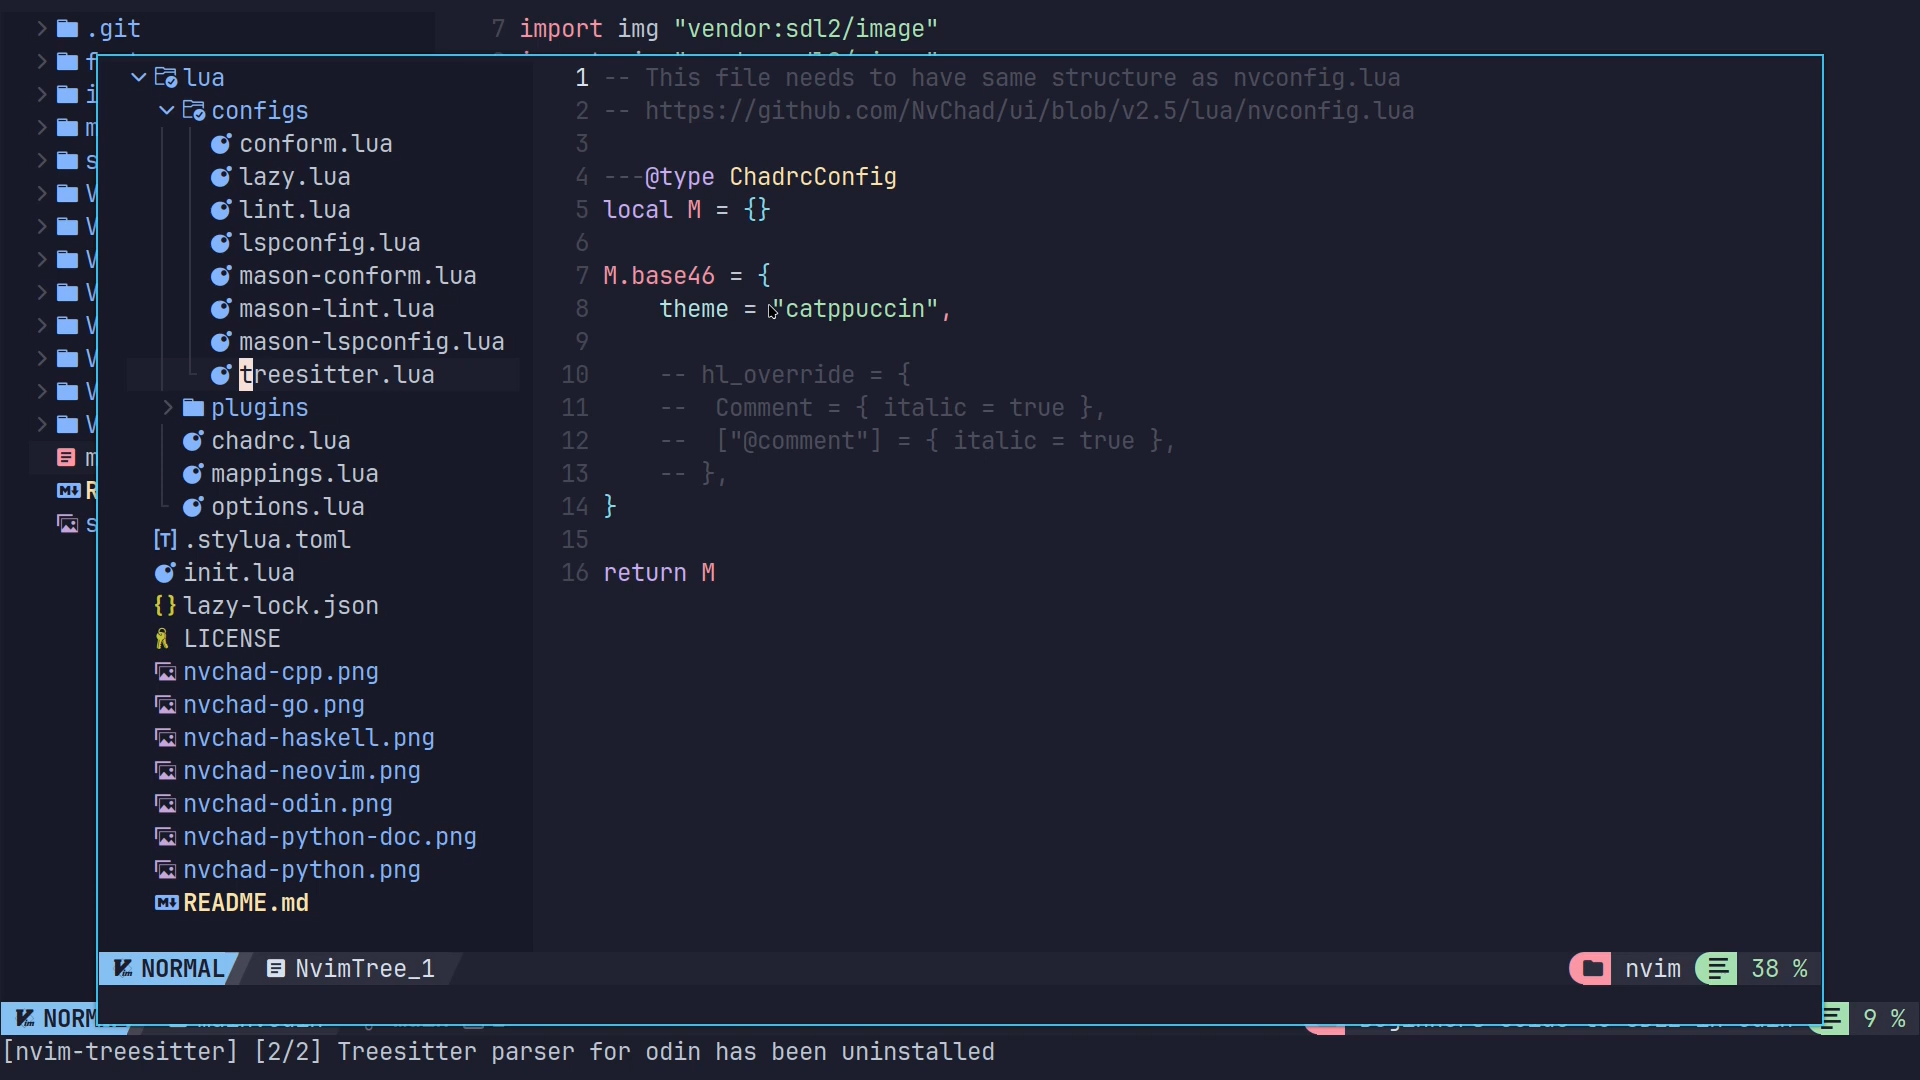 .git
7 import img "vendor:sdl2/image"
lua
configs
conform.lua
lazy.lua
lint.lua
lspconfig.lua
mason-conform.lua
mason-lint.lua
mason-lspconfig.lua
treesitter.lua
plugins
chadrc.lua
mappings.lua
options.lua
.stylua.toml
init.lua
lazy-lock.json
LICENSE
nvchad-cpp.png
nvchad-go.png
nvchad-haskell.png
nvchad-neovim.png
nvchad-odin.png
nvchad-python-doc.png
nvchad-python.png
README.md
1 -- This file needs to have same structure as nvconfig.lua
2 -- https://github.com/NvChad/ui/blob/v2.5/lua/nvconfig.lua
3
4 ---@type ChadrcConfig
5 local M = {}
6
7 M.base46 = {
8 theme = "catppuccin",
9
10 -- hl_override = {
11 -- Comment = { italic = true },
12 -- ["@comment"] = { italic = true },
13 -- },
14 }
15
16 return M
NORMAL NvimTree_1 nvim 38 %
9 %
[nvim-treesitter] [2/2] Treesitter parser for odin has been uninstalled